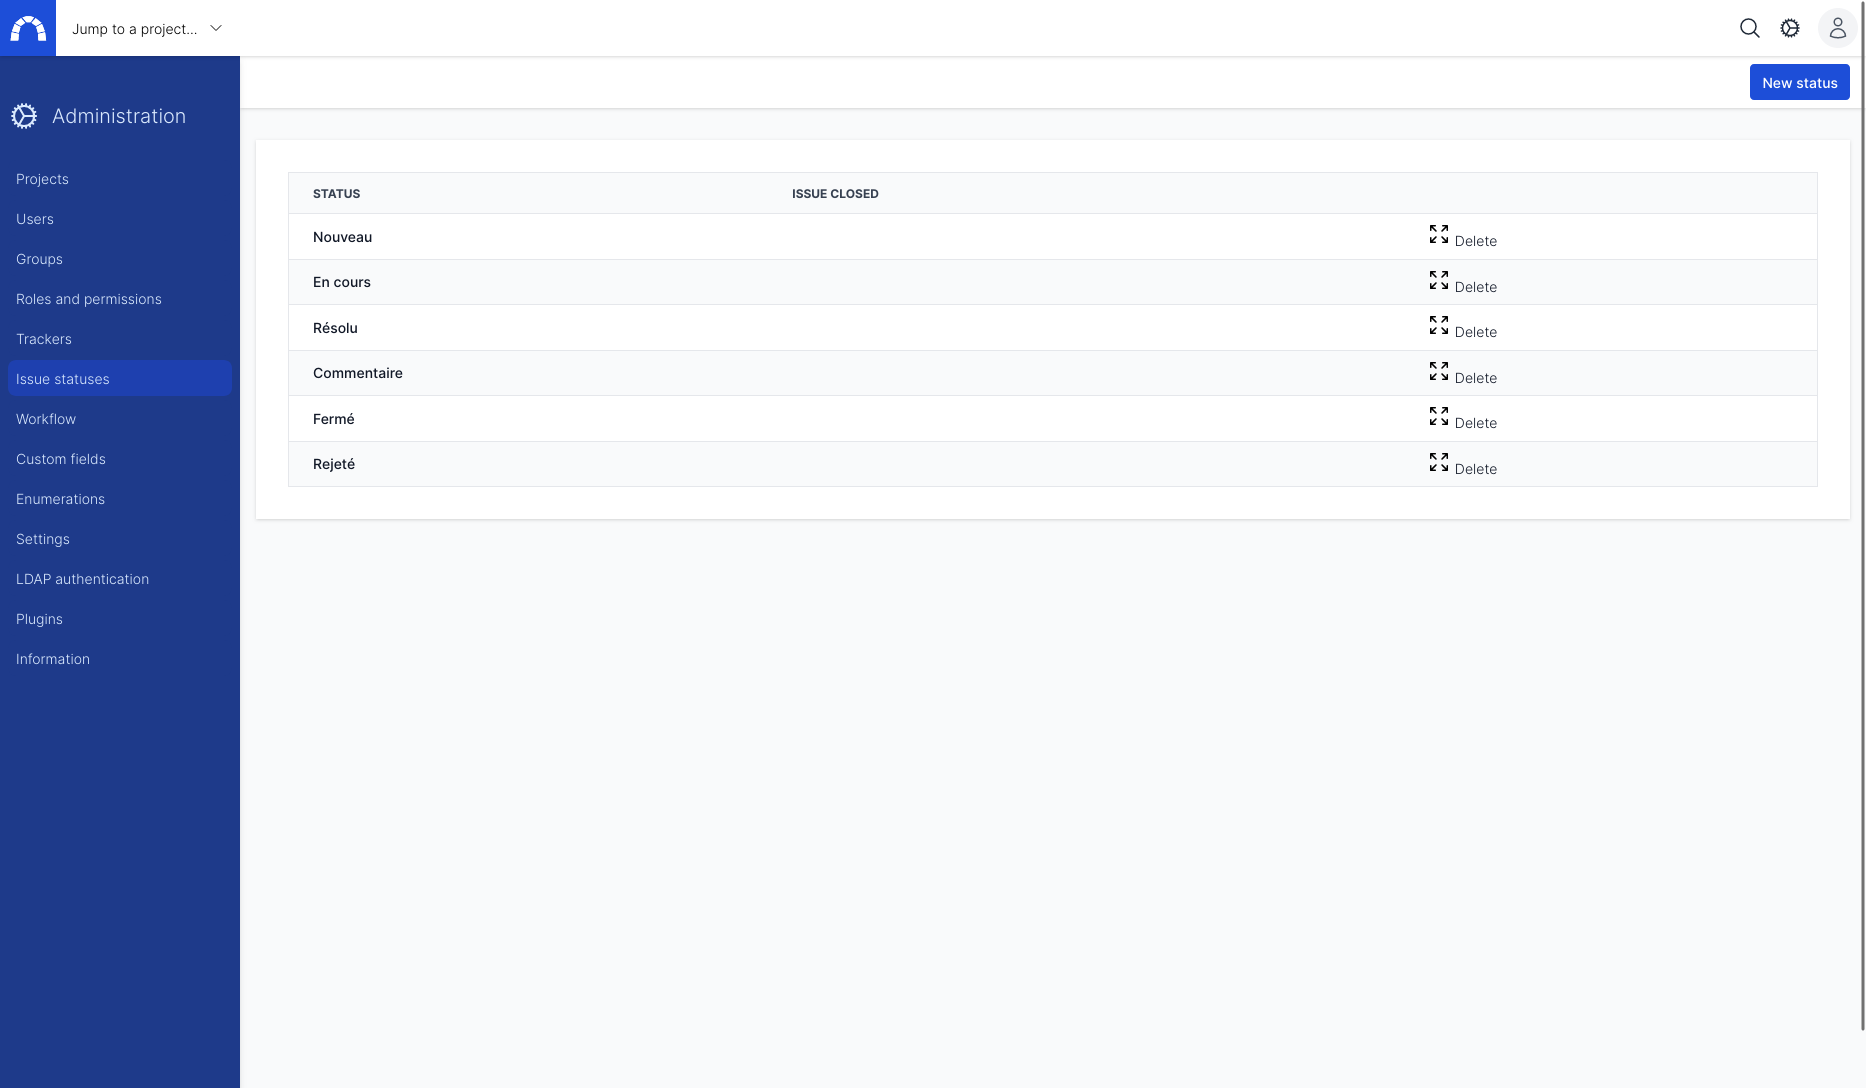 Jump to a project...
New status
Administration
Projects
Users
Groups
Roles and permissions
Trackers
Issue statuses
Workflow
Custom fields
Enumerations
Settings
LDAP authentication
Plugins
Information
STATUS ISSUE CLOSED
Nouveau Delete
En cours Delete
Résolu Delete
Commentaire Delete
Fermé Delete
Rejeté Delete